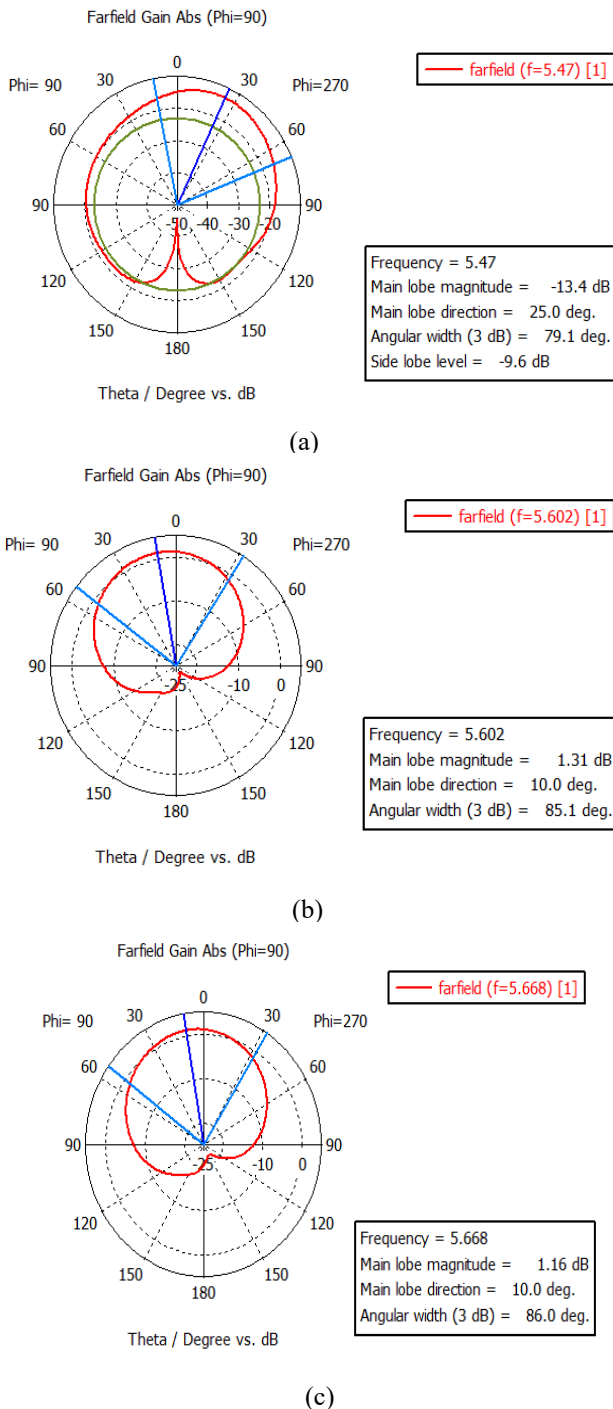 Farfield Gain Abs (Phi=90)
farfield (f=5.47) [1]
0
Phi= 90 30 30 Phi=270
60 60
90 -50 -40 -30 -20 90
120 120
150 150
180
Frequency = 5.47
Main lobe magnitude = -13.4 dB
Main lobe direction = 25.0 deg.
Angular width (3 dB) = 79.1 deg.
Side lobe level = -9.6 dB
Theta / Degree vs. dB
(a)
Farfield Gain Abs (Phi=90)
farfield (f=5.602) [1]
0
Phi= 90 30 30 Phi=270
60 60
90 -25 -10 0 90
120 120
150 150
180
Frequency = 5.602
Main lobe magnitude = 1.31 dB
Main lobe direction = 10.0 deg.
Angular width (3 dB) = 85.1 deg.
Theta / Degree vs. dB
(b)
Farfield Gain Abs (Phi=90)
farfield (f=5.668) [1]
0
Phi= 90 30 30 Phi=270
60 60
90 -25 -10 0 90
120 120
150 150
180
Frequency = 5.668
Main lobe magnitude = 1.16 dB
Main lobe direction = 10.0 deg.
Angular width (3 dB) = 86.0 deg.
Theta / Degree vs. dB
(c)